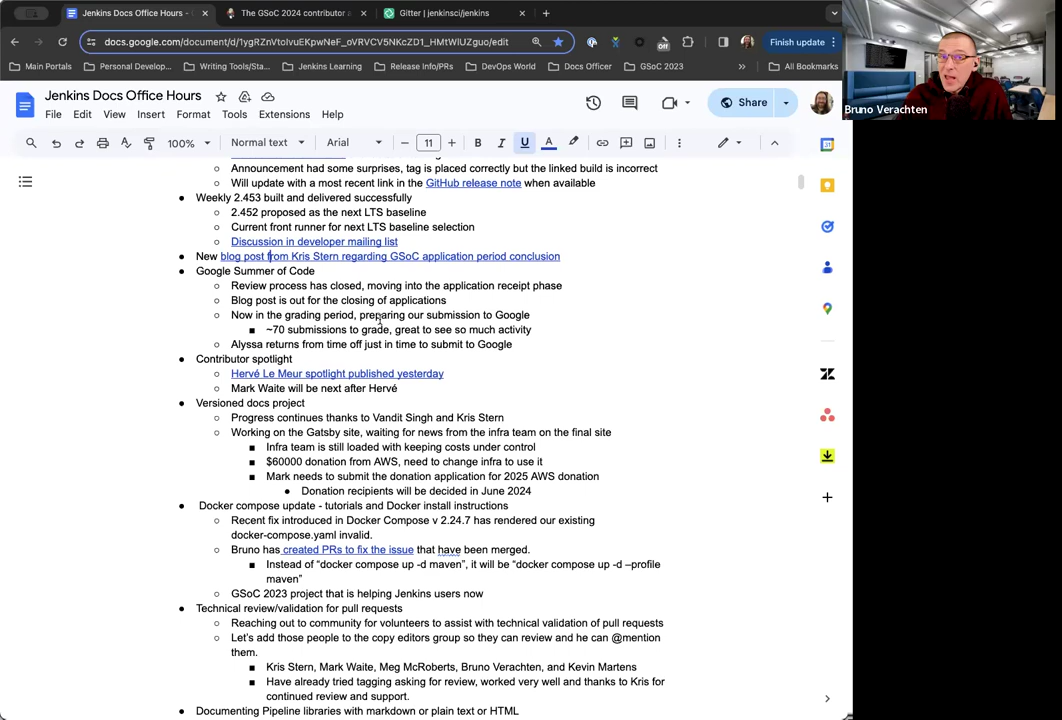 Jenkins Docs Office Hours -
The GSoC 2024 contributor a
Gitter | jenkinsci/jenkins
docs.google.com/document/d/1ygRZnVtoIvuEKpwNeF_oVRVCV5NKcZD1_HMtWlUZguo/edit
Finish update
Main Portals
Personal Develop...
Writing Tools/Sta...
Jenkins Learning
Release Info/PRs
DevOps World
Docs Officer
GSoC 2023
All Bookmarks
Bruno Verachten
Jenkins Docs Office Hours
File Edit View Insert Format Tools Extensions Help
Share
100% Normal text Arial 11 B I U A
Announcement had some surprises, tag is placed correctly but the linked build is incorrect
Will update with a most recent link in the GitHub release note when available
Weekly 2.453 built and delivered successfully
2.452 proposed as the next LTS baseline
Current front runner for next LTS baseline selection
Discussion in developer mailing list
New blog post from Kris Stern regarding GSoC application period conclusion
Google Summer of Code
Review process has closed, moving into the application receipt phase
Blog post is out for the closing of applications
Now in the grading period, preparing our submission to Google
~70 submissions to grade, great to see so much activity
Alyssa returns from time off just in time to submit to Google
Contributor spotlight
Hervé Le Meur spotlight published yesterday
Mark Waite will be next after Hervé
Versioned docs project
Progress continues thanks to Vandit Singh and Kris Stern
Working on the Gatsby site, waiting for news from the infra team on the final site
Infra team is still loaded with keeping costs under control
$60000 donation from AWS, need to change infra to use it
Mark needs to submit the donation application for 2025 AWS donation
Donation recipients will be decided in June 2024
Docker compose update - tutorials and Docker install instructions
Recent fix introduced in Docker Compose v 2.24.7 has rendered our existing
docker-compose.yaml invalid.
Bruno has created PRs to fix the issue that have been merged.
Instead of “docker compose up -d maven”, it will be “docker compose up -d –profile
maven”
GSoC 2023 project that is helping Jenkins users now
Technical review/validation for pull requests
Reaching out to community for volunteers to assist with technical validation of pull requests
Let’s add those people to the copy editors group so they can review and he can @mention
them.
Kris Stern, Mark Waite, Meg McRoberts, Bruno Verachten, and Kevin Martens
Have already tried tagging asking for review, worked very well and thanks to Kris for
continued review and support.
Documenting Pipeline libraries with markdown or plain text or HTML